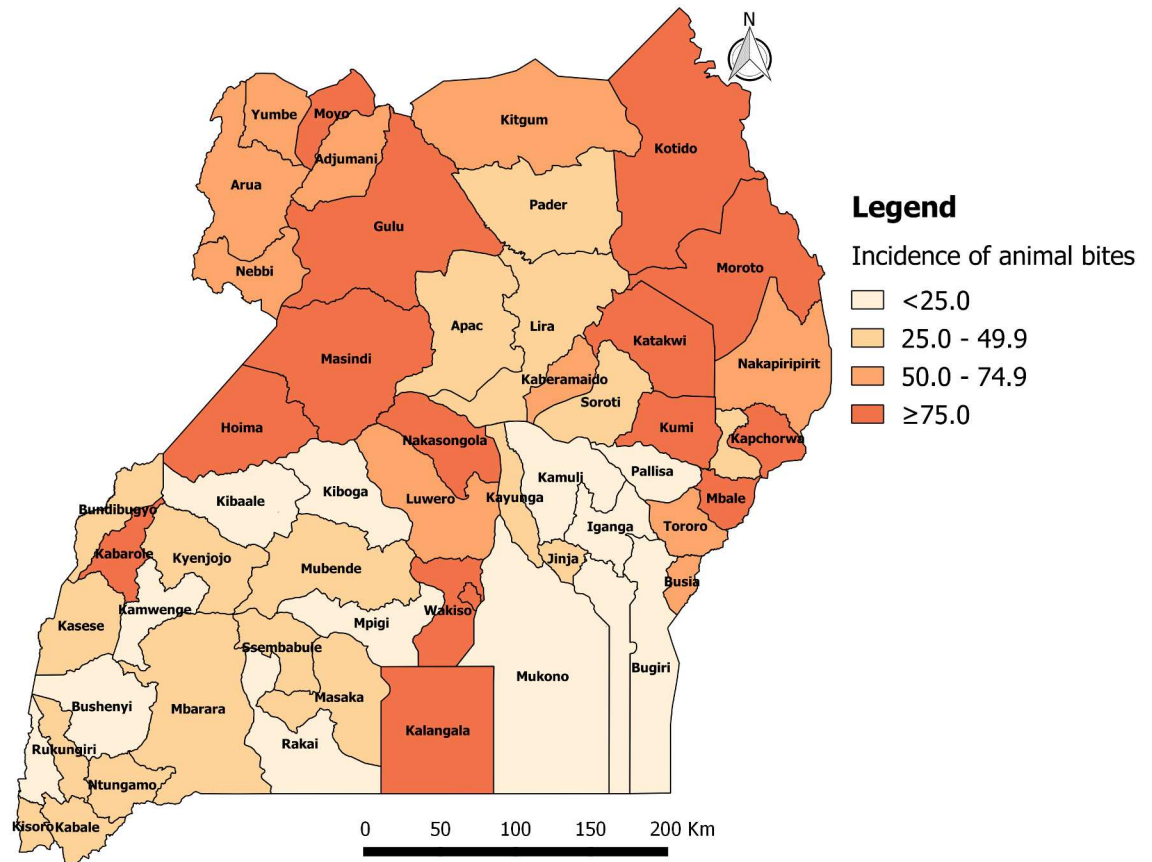 N
Yumbe
Moyo
Kitgum
Adjumani
Kotido
Arua
Pader
Legend
Gulu
Incidence of animal bites
Nebbi
Moroto
<25.0
Apac
Lira
25.0 - 49.9
Katakwi
Masindi
Nakapiripirit
50.0 - 74.9
Kaberamaido
Soroti
≥75.0
Hoima
Kumi
Nakasongola
Kapchorwa
Pallisa
Kamuli
Kiboga
Kibaale
Luwero
Kayunga
Mbale
Bundibugyo
Iganga
Tororo
Kabarole
Kyenjojo
Jinja
Mubende
Busia
Kamwenge
Wakiso
Kasese
Mpigi
Ssembabule
Bugiri
Mukono
Masaka
Bushenyi
Mbarara
Kalangala
Rakai
Rukungiri
Ntungamo
Kisoro
Kabale
0 50 100 150 200 Km